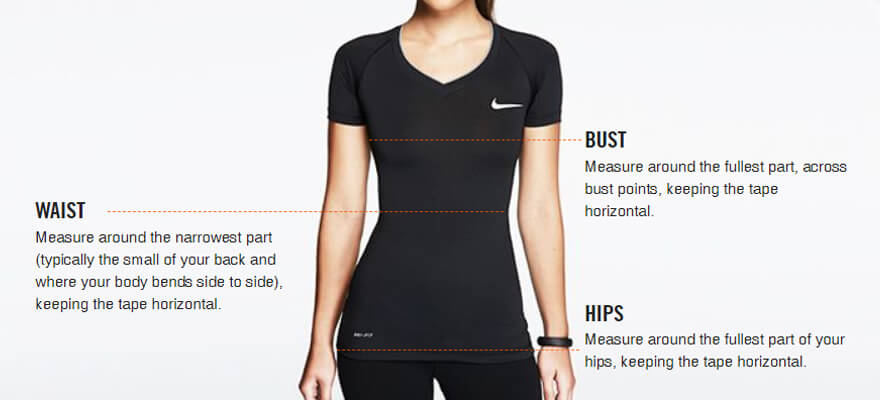 BUST
Measure around the fullest part, across
bust points, keeping the tape
horizontal.
WAIST
Measure around the narrowest part
(typically the small of your back and
where your body bends side to side),
keeping the tape horizontal.
HIPS
Measure around the fullest part of your
hips, keeping the tape horizontal.